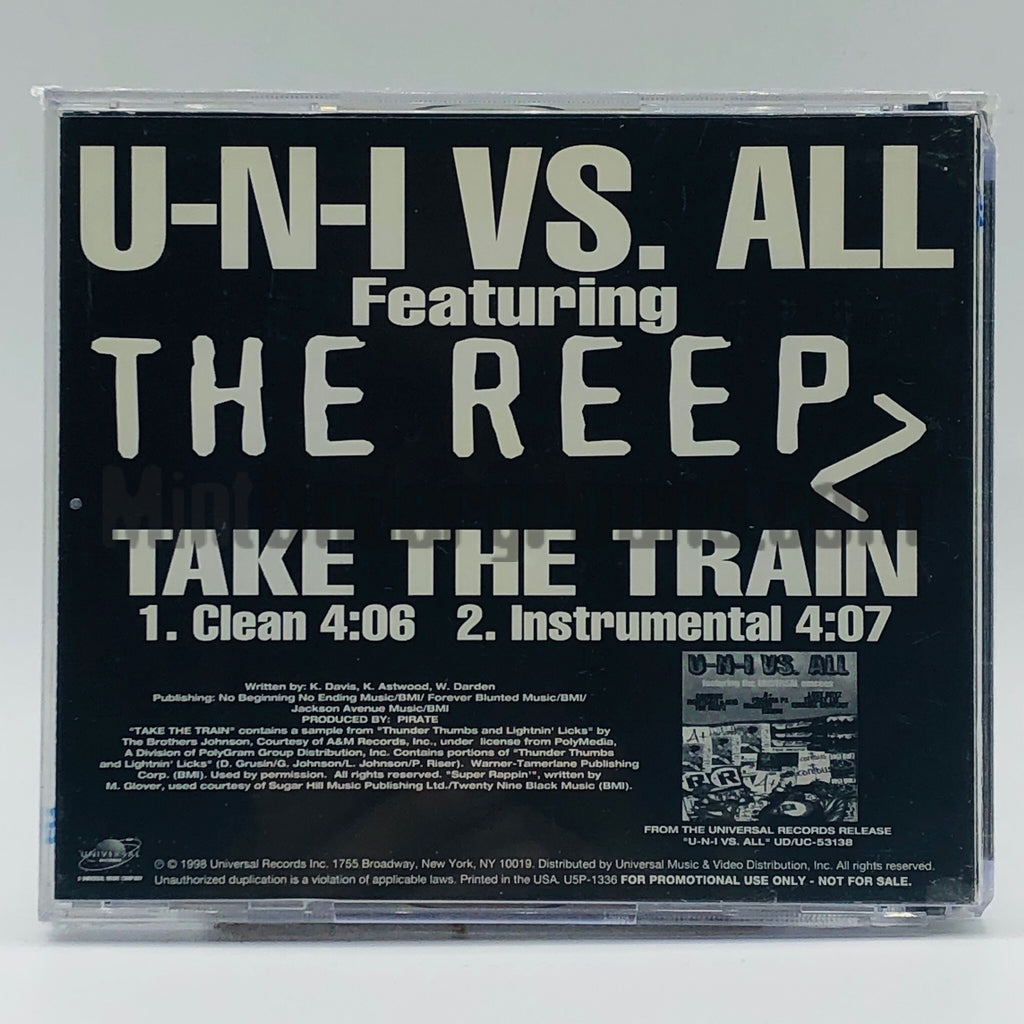 U-N-I VS. ALL
Featuring
THE REEP
TAKE THE TRAIN
1. Clean 4:06 2. Instrumental 4:07
Written by: K. Davis, K. Astwood, W. Darden
Publishing: No Beginning No Ending Music/BMI/ Forever Blunted Music/BMI/
Jackson Avenue Music/BMI
PRODUCED BY: PIRATE
"TAKE THE TRAIN" contains a sample from "Thunder Thumbs and Lightnin' Licks" by
The Brothers Johnson, Courtesy of A&M Records, Inc., under license from PolyMedia,
A Division of PolyGram Group Distribution, Inc. Contains portions of "Thunder Thumbs
and Lightnin' Licks" (D. Grusin/G. Johnson/L. Johnson/P. Riser). Warner-Tamerlane Publishing
Corp. (BMI). Used by permission. All rights reserved. "Super Rappin'", written by
M. Glover, used courtesy of Sugar Hill Music Publishing Ltd./Twenty Nine Black Music (BMI).
U-N-I VS. ALL
FROM THE UNIVERSAL RECORDS RELEASE
"U-N-I VS. ALL" UD/UC-53138
UNIVERSAL
℗ © 1998 Universal Records Inc. 1755 Broadway, New York, NY 10019. Distributed by Universal Music & Video Distribution, Inc. All rights reserved.
Unauthorized duplication is a violation of applicable laws. Printed in the USA. U5P-1336 FOR PROMOTIONAL USE ONLY - NOT FOR SALE.